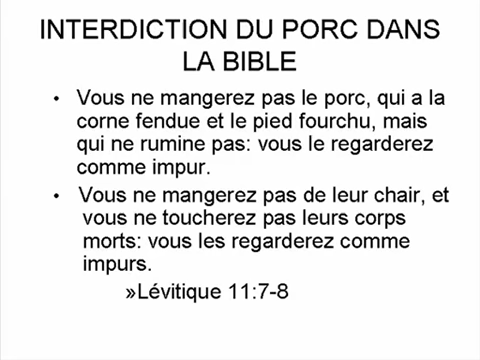 INTERDICTION DU PORC DANS
LA BIBLE
• Vous ne mangerez pas le porc, qui a la
corne fendue et le pied fourchu, mais
qui ne rumine pas: vous le regarderez
comme impur.
• Vous ne mangerez pas de leur chair, et
vous ne toucherez pas leurs corps
morts: vous les regarderez comme
impurs.
»Lévitique 11:7-8